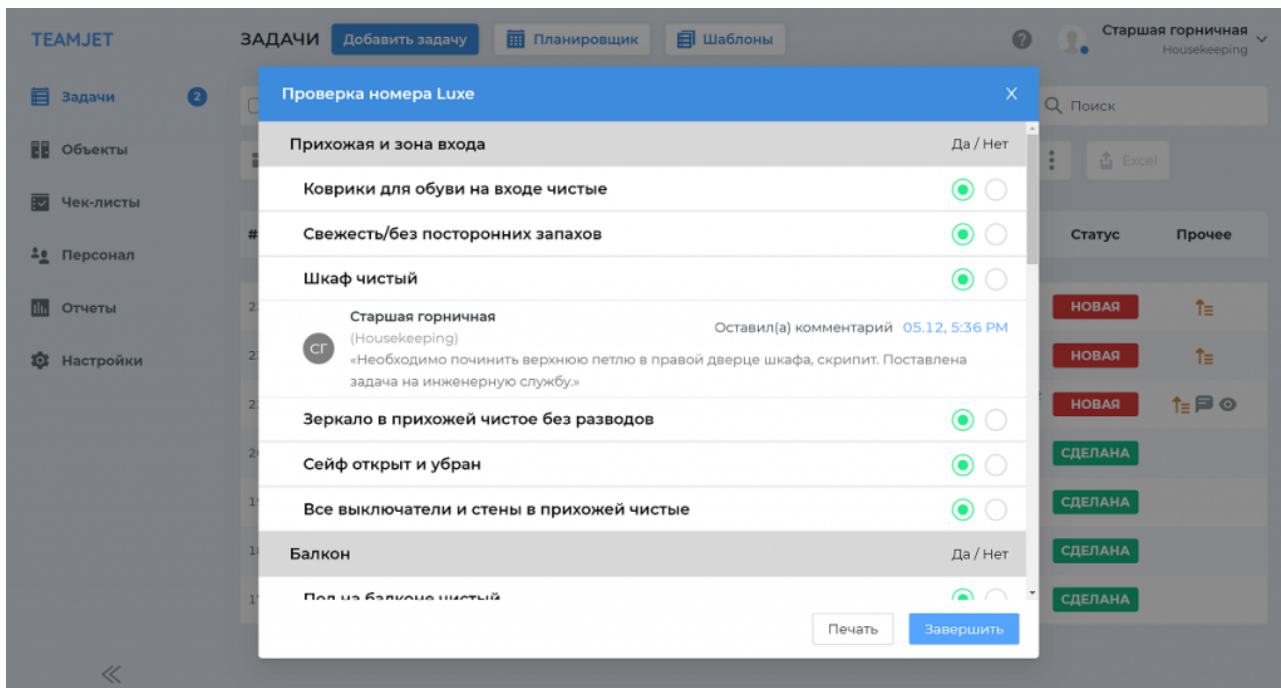 TEAMJET
ЗАДАЧИ Добавить задачу Планировщик Шаблоны
Старшая горничная
Housekeeping
Задачи 2
Объекты
Чек-листы
Персонал
Отчеты
Настройки
Проверка номера Luxe X
Поиск
Excel
Прихожая и зона входа Да / Нет
Коврики для обуви на входе чистые
Свежесть/без посторонних запахов
Шкаф чистый
Старшая горничная
(Housekeeping)
Оставил(а) комментарий 05.12, 5:36 PM
СГ
«Необходимо починить верхнюю петлю в правой дверце шкафа, скрипит. Поставлена
задача на инженерную службу.»
Зеркало в прихожей чистое без разводов
Сейф открыт и убран
Все выключатели и стены в прихожей чистые
Балкон Да / Нет
Пол на балконе чистый
Печать Завершить
# Статус Прочее
НОВАЯ
НОВАЯ
НОВАЯ
СДЕЛАНА
СДЕЛАНА
СДЕЛАНА
СДЕЛАНА